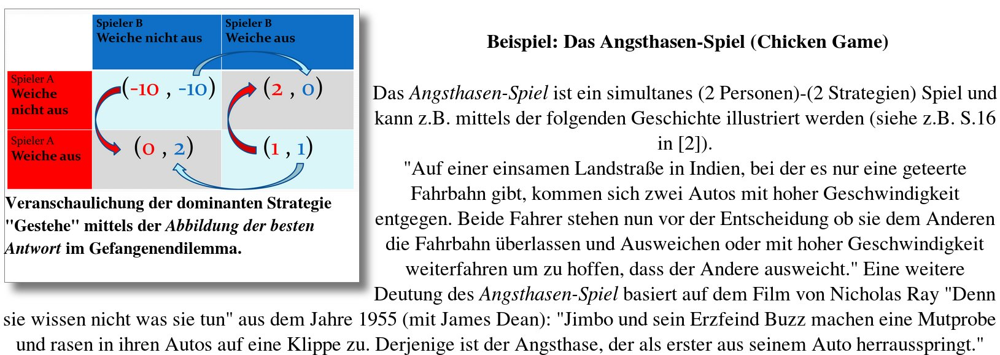 Spieler B
Weiche nicht aus
Spieler B
Weiche aus
Spieler A
Weiche
nicht aus
(-10 , -10)
(2 , 0)
Spieler A
Weiche aus
(0 , 2)
(1 , 1)
Veranschaulichung der dominanten Strategie
"Gestehe" mittels der Abbildung der besten
Antwort im Gefangenendilemma.
Beispiel: Das Angsthasen-Spiel (Chicken Game)
Das Angsthasen-Spiel ist ein simultanes (2 Personen)-(2 Strategien) Spiel und
kann z.B. mittels der folgenden Geschichte illustriert werden (siehe z.B. S.16
in [2]).
"Auf einer einsamen Landstraße in Indien, bei der es nur eine geteerte
Fahrbahn gibt, kommen sich zwei Autos mit hoher Geschwindigkeit
entgegen. Beide Fahrer stehen nun vor der Entscheidung ob sie dem Anderen
die Fahrbahn überlassen und Ausweichen oder mit hoher Geschwindigkeit
weiterfahren um zu hoffen, dass der Andere ausweicht." Eine weitere
Deutung des Angsthasen-Spiel basiert auf dem Film von Nicholas Ray "Denn
sie wissen nicht was sie tun" aus dem Jahre 1955 (mit James Dean): "Jimbo und sein Erzfeind Buzz machen eine Mutprobe
und rasen in ihren Autos auf eine Klippe zu. Derjenige ist der Angsthase, der als erster aus seinem Auto herrausspringt."